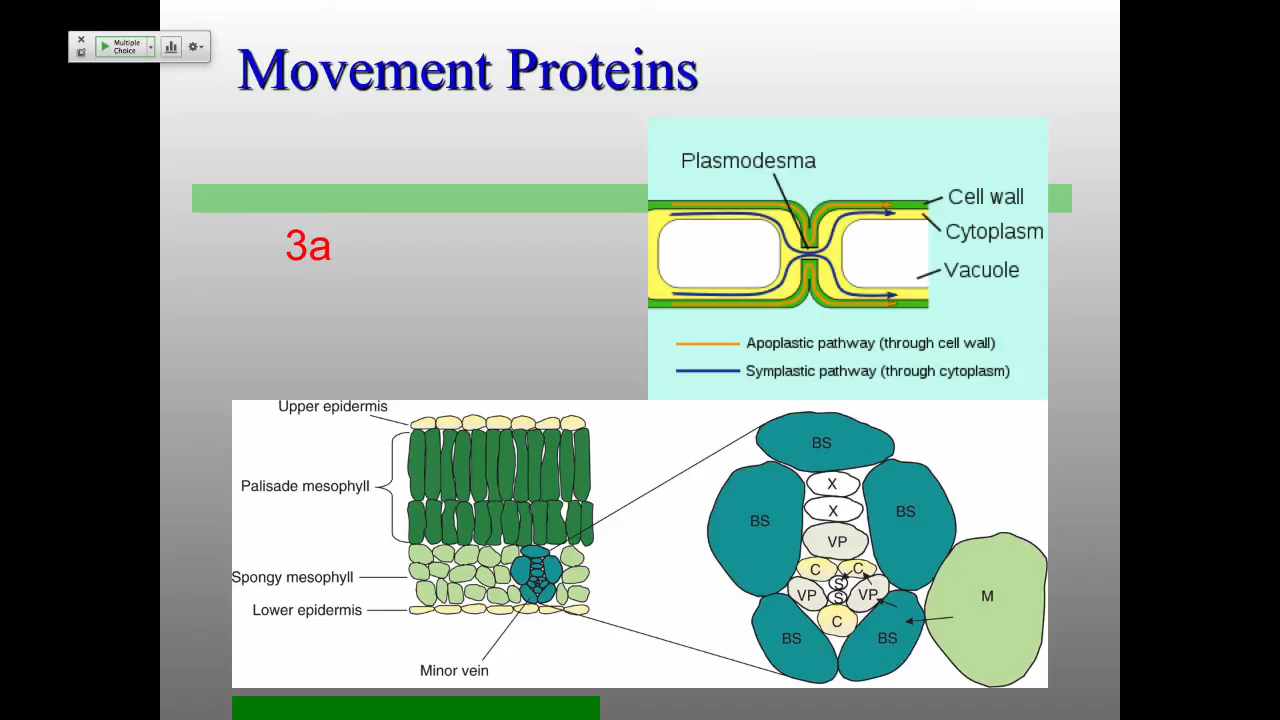 Multiple
Choice
Movement Proteins
Plasmodesma
Cell wall
Cytoplasm
Vacuole
3a
Apoplastic pathway (through cell wall)
Symplastic pathway (through cytoplasm)
Upper epidermis
Palisade mesophyll
Spongy mesophyll
Lower epidermis
Minor vein
BS
X
BS
X
BS
VP
C
C
S
VP
S
VP
M
C
BS
BS